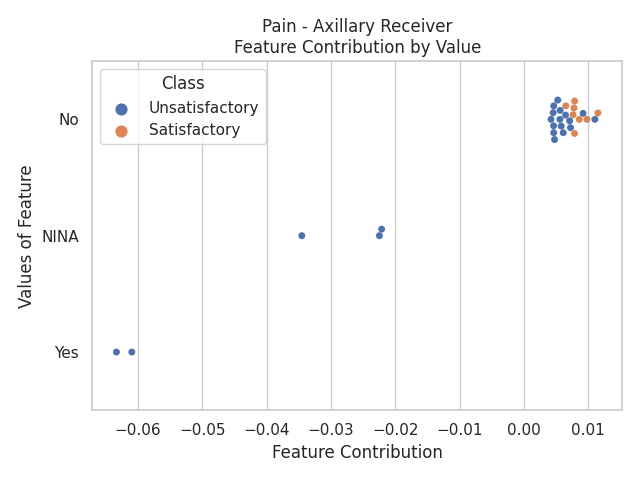 Pain - Axillary Receiver
Feature Contribution by Value
Class
Unsatisfactory
Satisfactory
No
NINA
Yes
Values of Feature
−0.06 −0.05 −0.04 −0.03 −0.02 −0.01 0.00 0.01
Feature Contribution